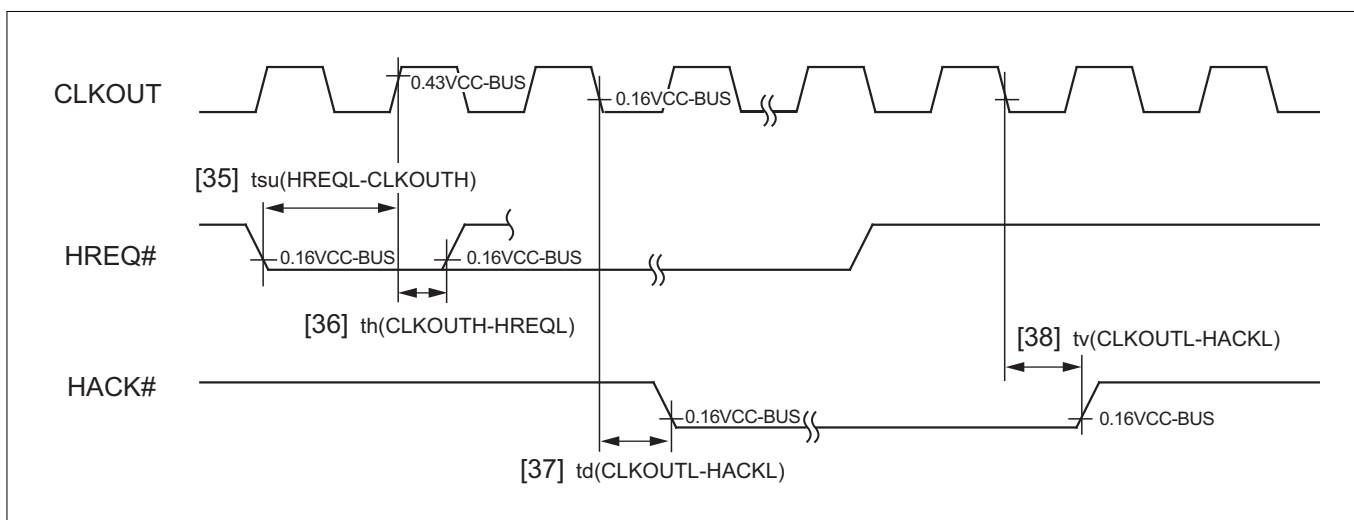 CLKOUT
0.43VCC-BUS
0.16VCC-BUS
[35] tsu(HREQL-CLKOUTH)
HREQ#
0.16VCC-BUS
0.16VCC-BUS
[36] th(CLKOUTH-HREQL)
[38] tv(CLKOUTL-HACKL)
HACK#
0.16VCC-BUS
0.16VCC-BUS
[37] td(CLKOUTL-HACKL)